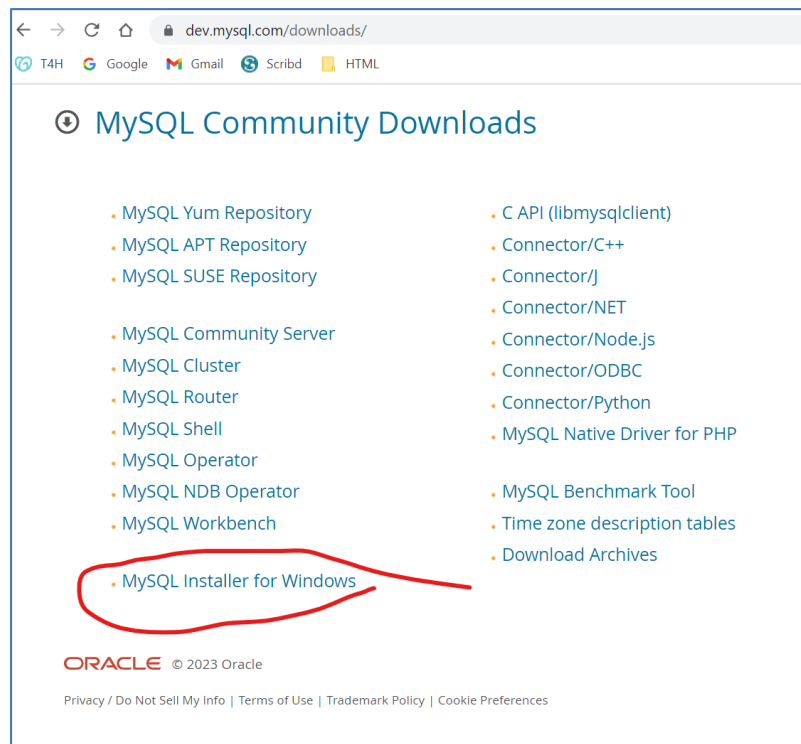 dev.mysql.com/downloads/
T4H Google Gmail Scribd HTML
MySQL Community Downloads
MySQL Yum Repository
MySQL APT Repository
MySQL SUSE Repository
MySQL Community Server
MySQL Cluster
MySQL Router
MySQL Shell
MySQL Operator
MySQL NDB Operator
MySQL Workbench
MySQL Installer for Windows
C API (libmysqlclient)
Connector/C++
Connector/J
Connector/NET
Connector/Node.js
Connector/ODBC
Connector/Python
MySQL Native Driver for PHP
MySQL Benchmark Tool
Time zone description tables
Download Archives
ORACLE © 2023 Oracle
Privacy / Do Not Sell My Info | Terms of Use | Trademark Policy | Cookie Preferences